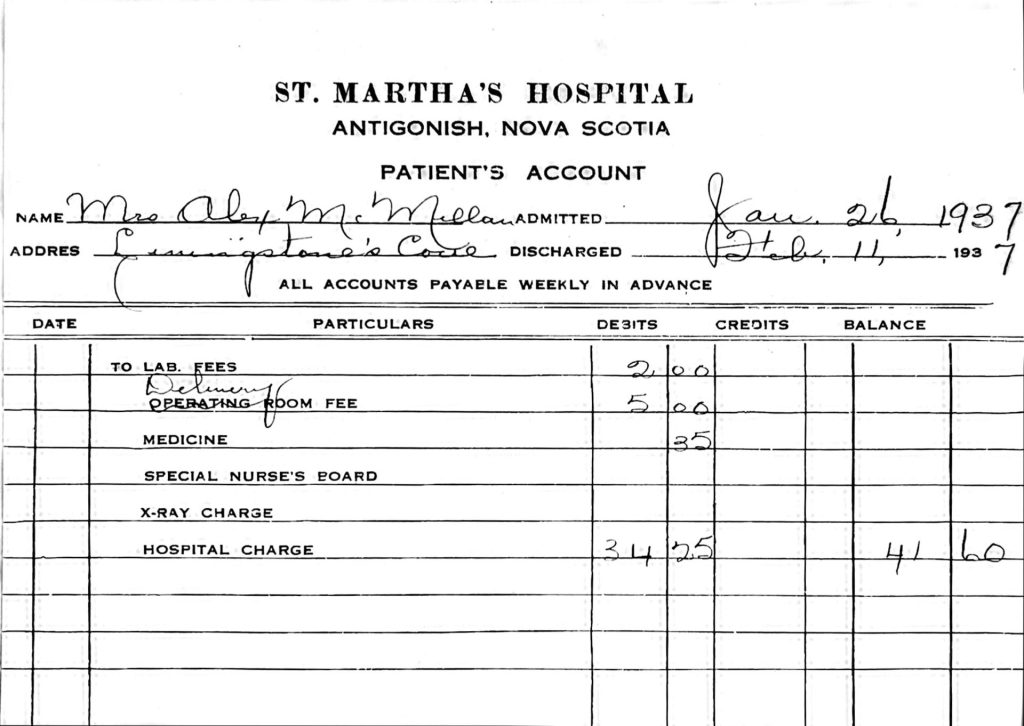 ST. MARTHA'S HOSPITAL
ANTIGONISH, NOVA SCOTIA
PATIENT'S ACCOUNT
NAME Mrs Alex McMillan ADMITTED Jan. 26, 1937
ADDRES Livingstone's Cove DISCHARGED Feb. 11, 1937
ALL ACCOUNTS PAYABLE WEEKLY IN ADVANCE
DATE PARTICULARS DEBITS CREDITS BALANCE
TO LAB. FEES 2 00
Delivery
OPERATING ROOM FEE 5 00
MEDICINE 35
SPECIAL NURSE'S BOARD
X-RAY CHARGE
HOSPITAL CHARGE 34 25 41 60